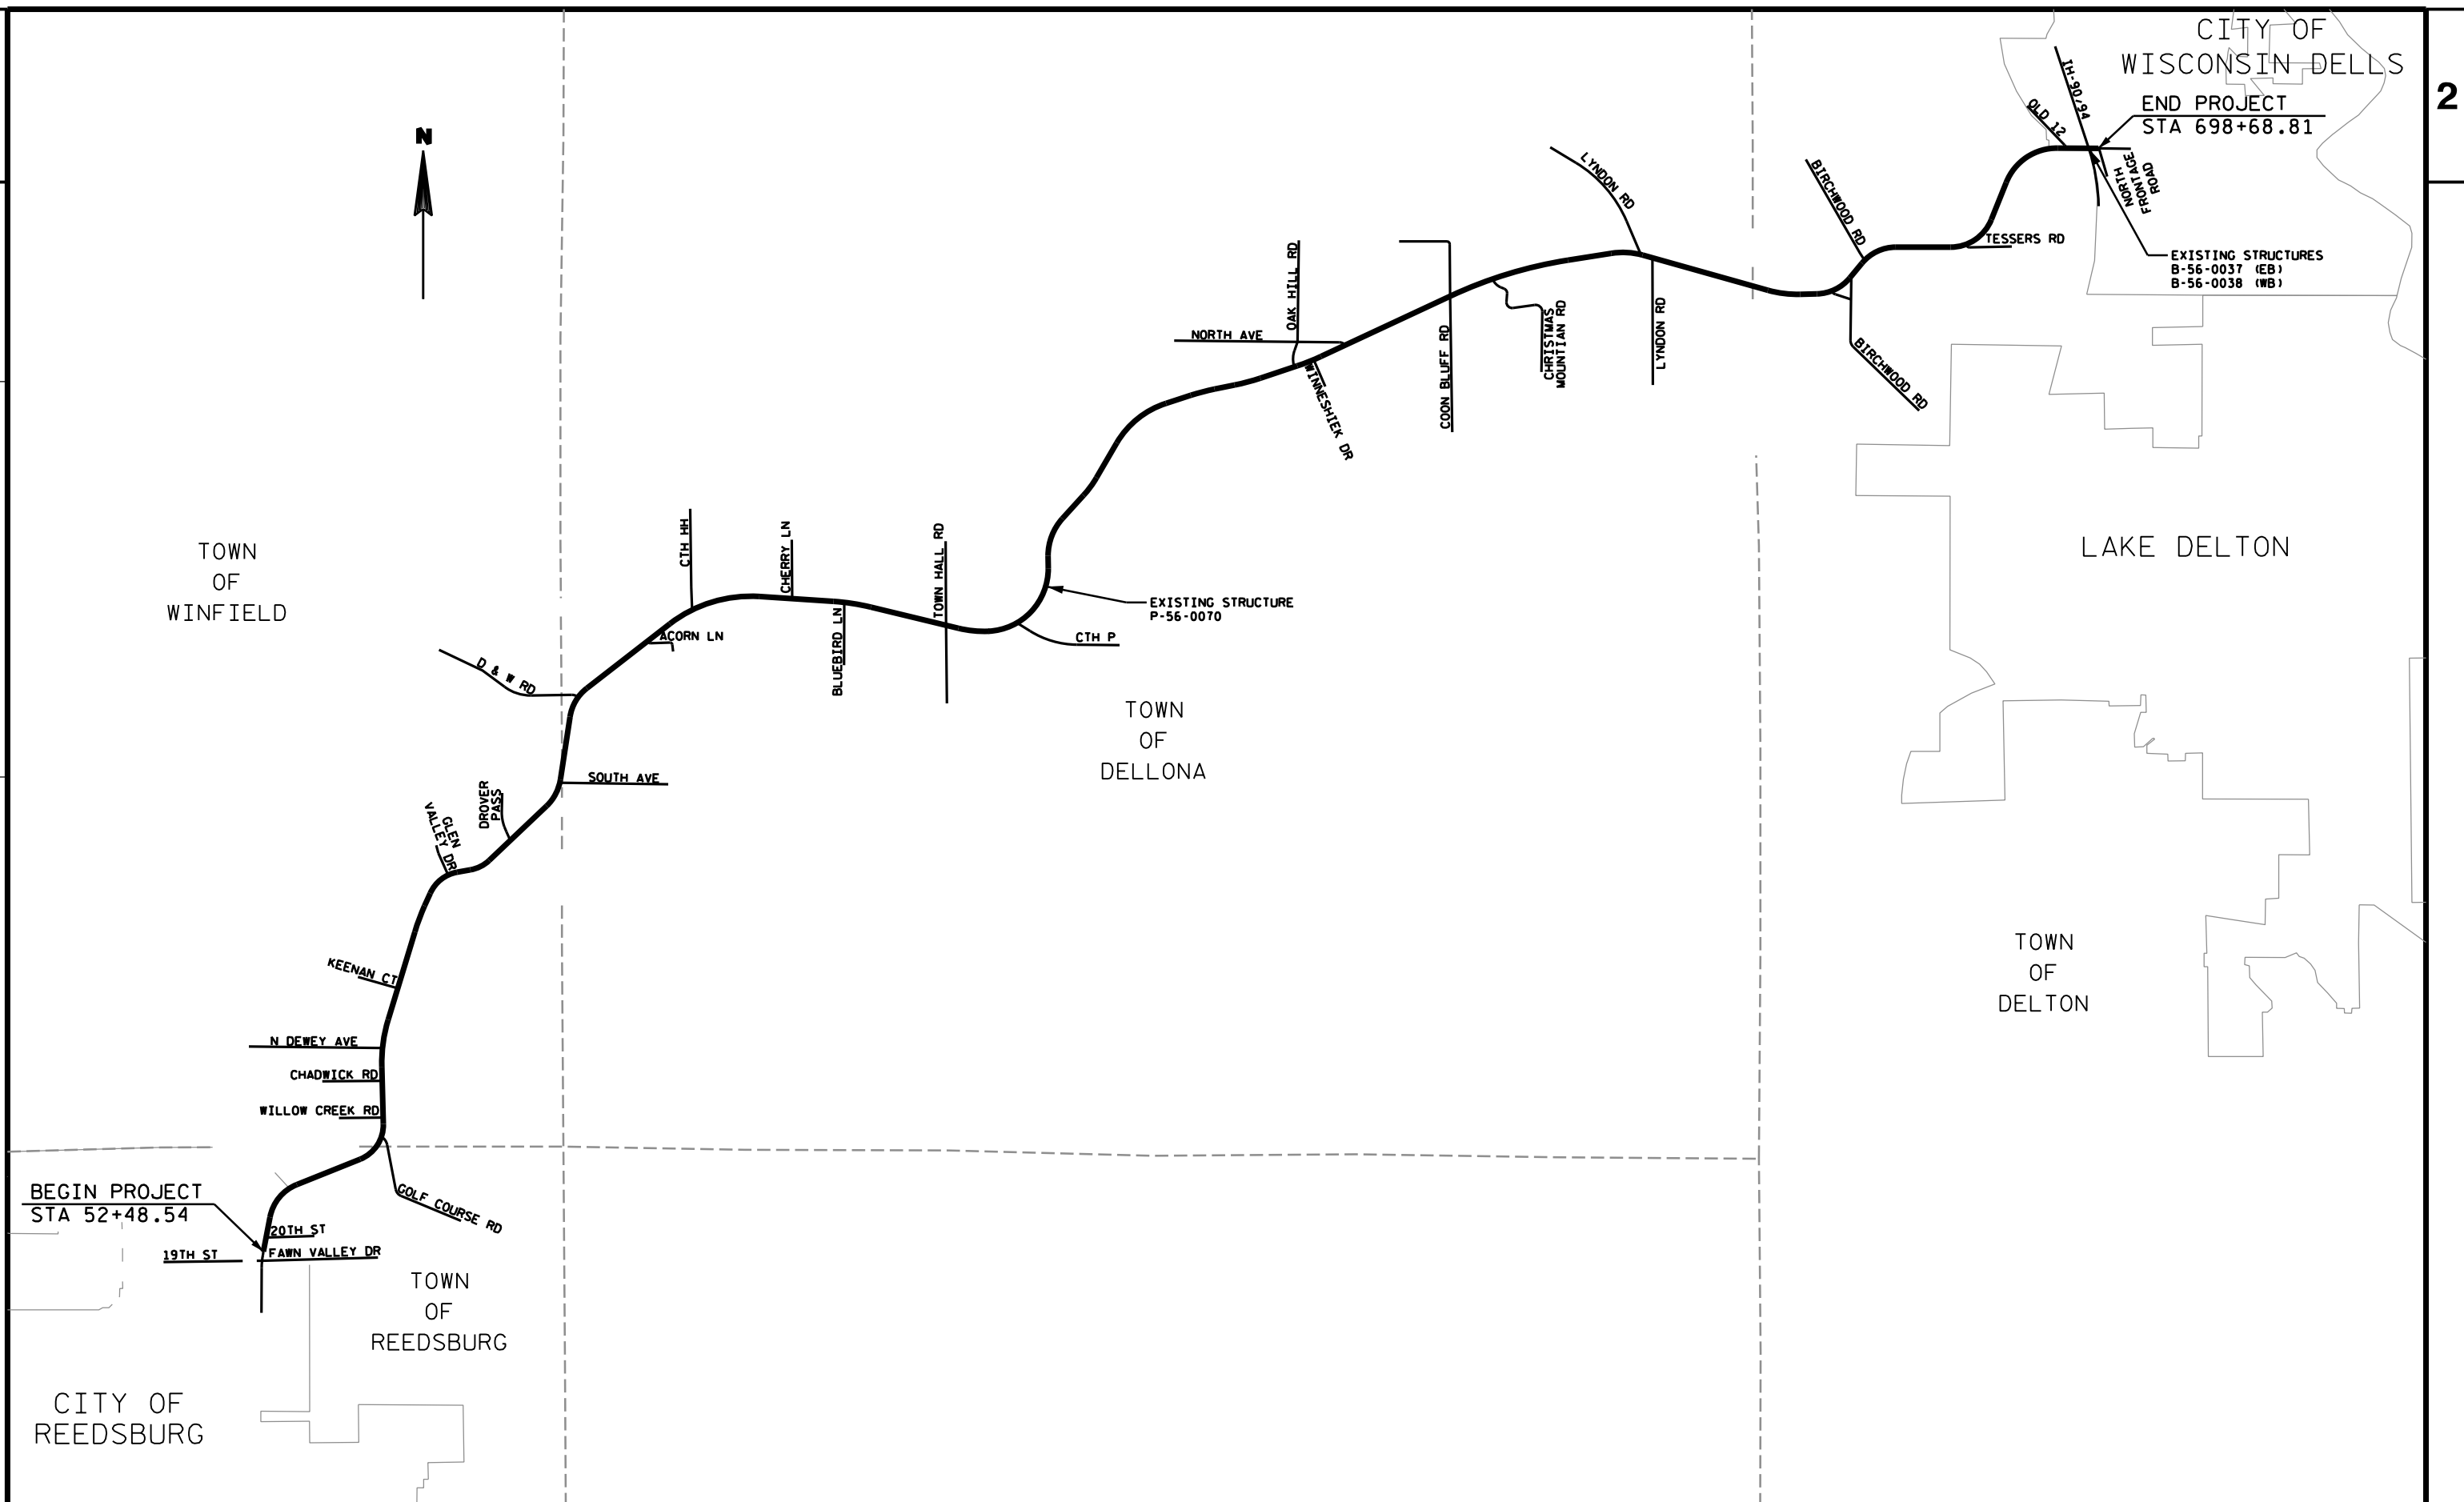 CITY OF
WISCONSIN DELLS
2
IH-90/94
OLD 12
END PROJECT
STA 698+68.81
NORTH
FRONTAGE
ROAD
N
LYNDON RD
BIRCHWOOD RD
TESSERS RD
EXISTING STRUCTURES
B-56-0037 (EB)
B-56-0038 (WB)
OAK HILL RD
NORTH AVE
WINNESHIEK DR
COON BLUFF RD
CHRISTMAS
MOUNTIAN RD
LYNDON RD
BIRCHWOOD RD
TOWN
OF
WINFIELD
CTH HH
CHERRY LN
TOWN HALL RD
LAKE DELTON
EXISTING STRUCTURE
P-56-0070
CTH P
ACORN LN
BLUEBIRD LN
D & W RD
TOWN
OF
DELLONA
SOUTH AVE
DROVER
PASS
GLEN
VALLEY DR
TOWN
OF
DELTON
KEENAN CT
N DEWEY AVE
CHADWICK RD
WILLOW CREEK RD
BEGIN PROJECT
STA 52+48.54
GOLF COURSE RD
20TH ST
19TH ST
FAWN VALLEY DR
TOWN
OF
REEDSBURG
CITY OF
REEDSBURG